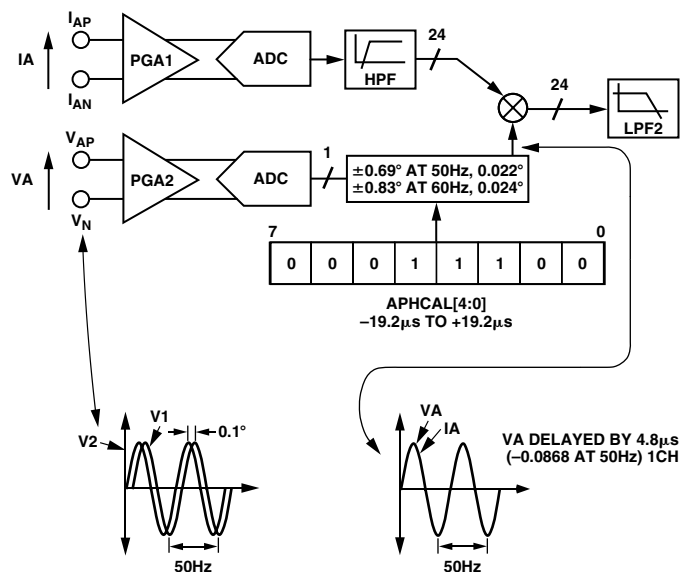 I_AP
IA
PGA1
ADC
HPF
24
I_AN
24
LPF2
V_AP
VA
PGA2
ADC
1
±0.69° AT 50Hz, 0.022°
±0.83° AT 60Hz, 0.024°
V_N
7
0
0 0 0 1 1 1 0 0
APHCAL[4:0]
–19.2µs TO +19.2µs
V1
V2
0.1°
50Hz
VA
IA
VA DELAYED BY 4.8µs
(–0.0868 AT 50Hz) 1CH
50Hz